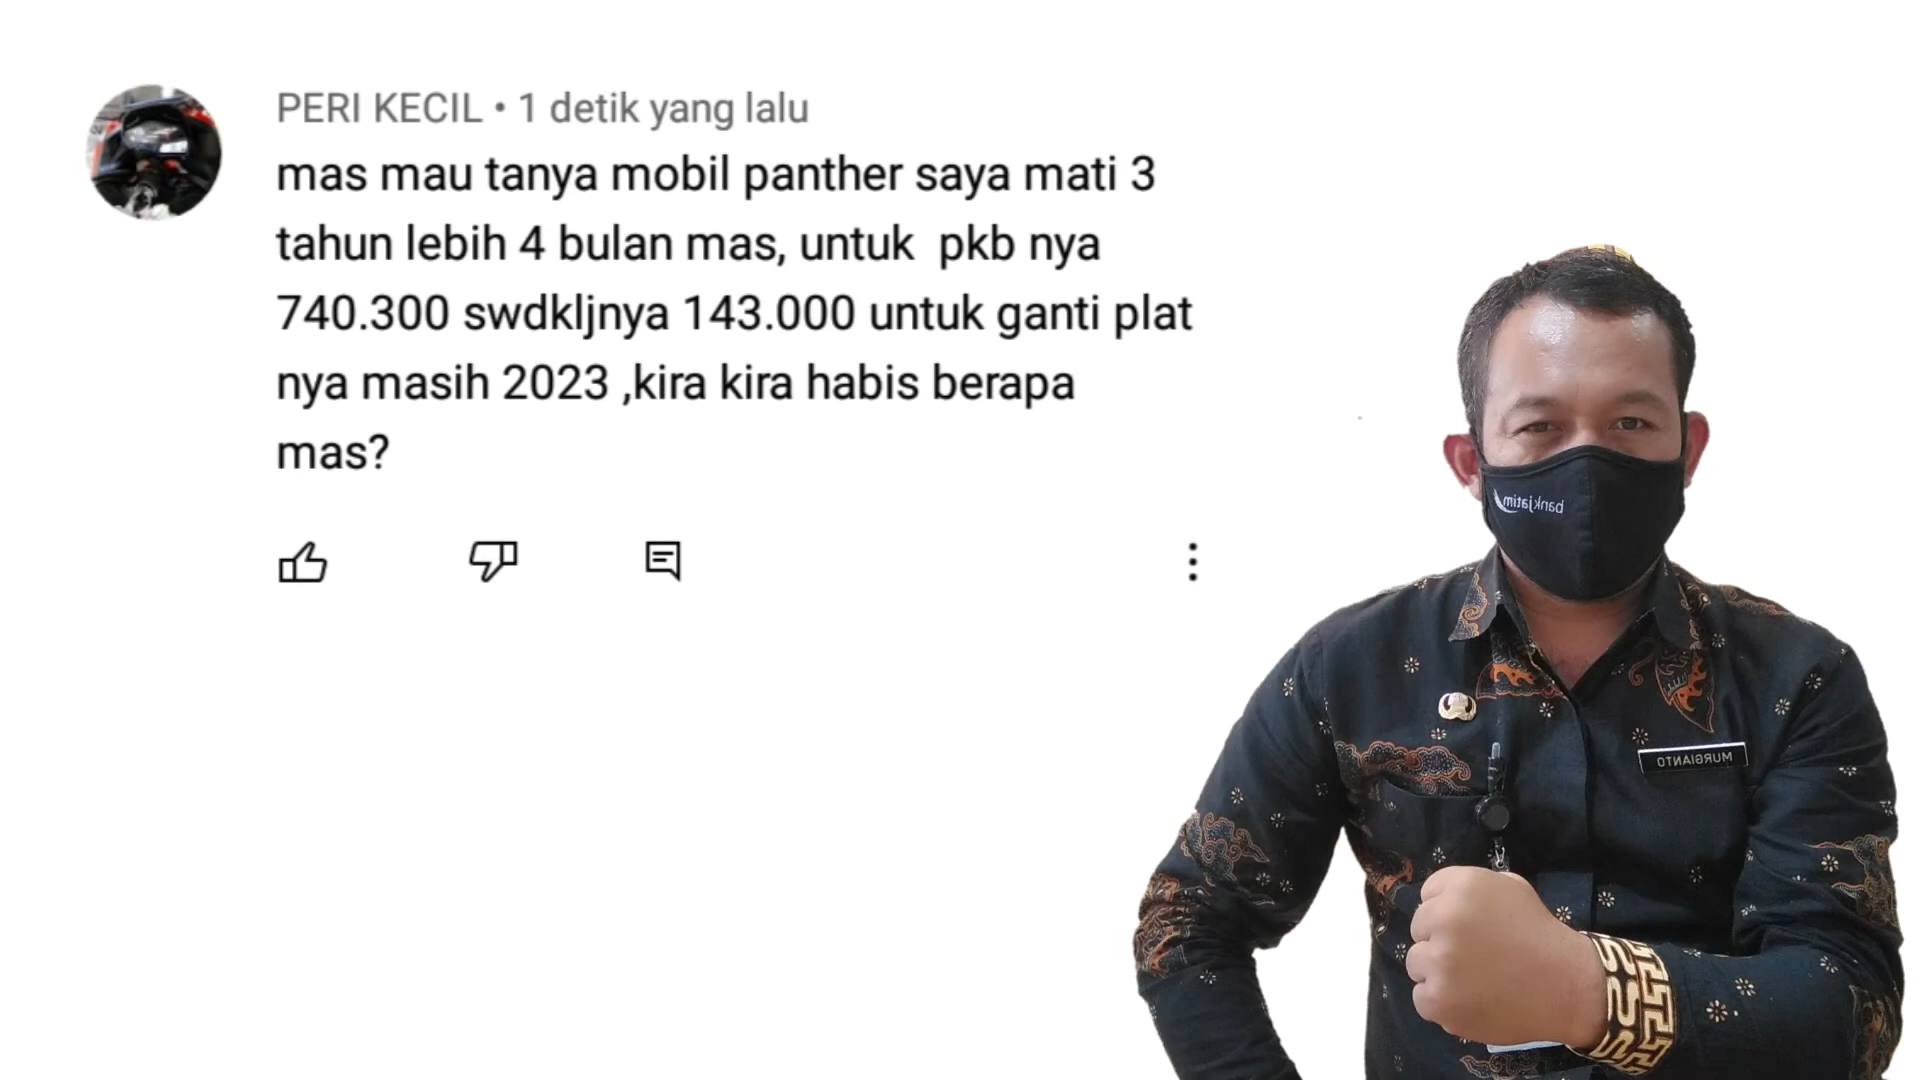 PERI KECIL • 1 detik yang lalu
mas mau tanya mobil panther saya mati 3
tahun lebih 4 bulan mas, untuk pkb nya
740.300 swdkljnya 143.000 untuk ganti plat
nya masih 2023 ,kira kira habis berapa
mas?
bankjatim
MURGIANTO